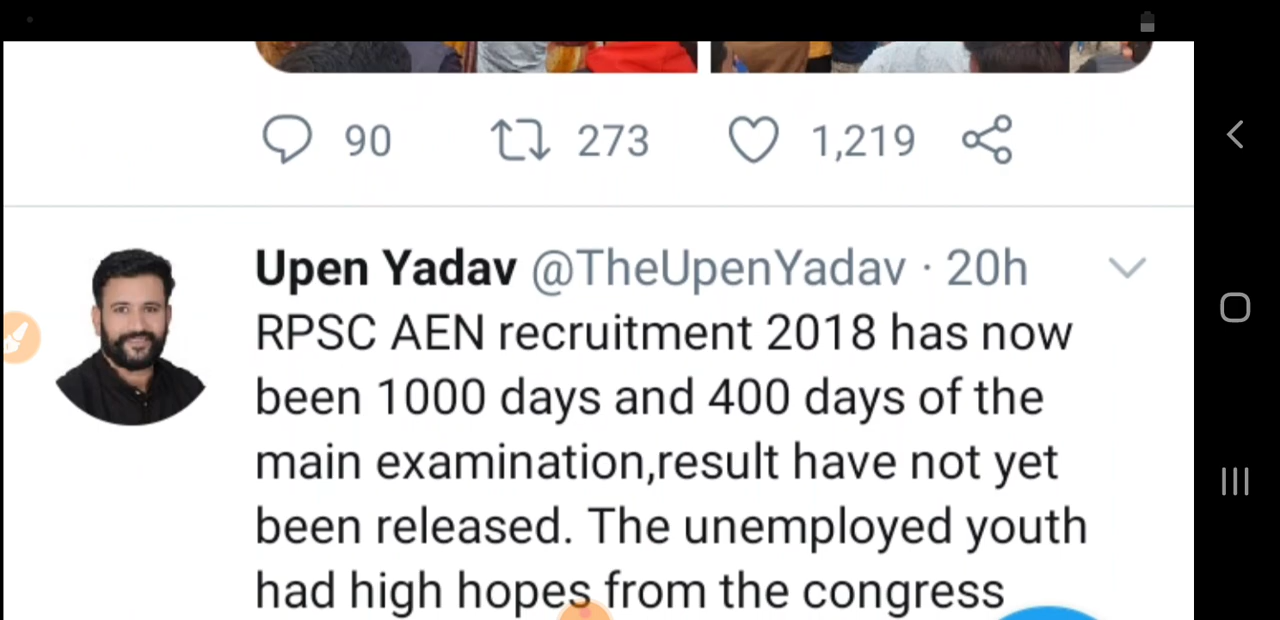 90 273 1,219
Upen Yadav @TheUpenYadav · 20h
RPSC AEN recruitment 2018 has now
been 1000 days and 400 days of the
main examination,result have not yet
been released. The unemployed youth
had high hopes from the congress